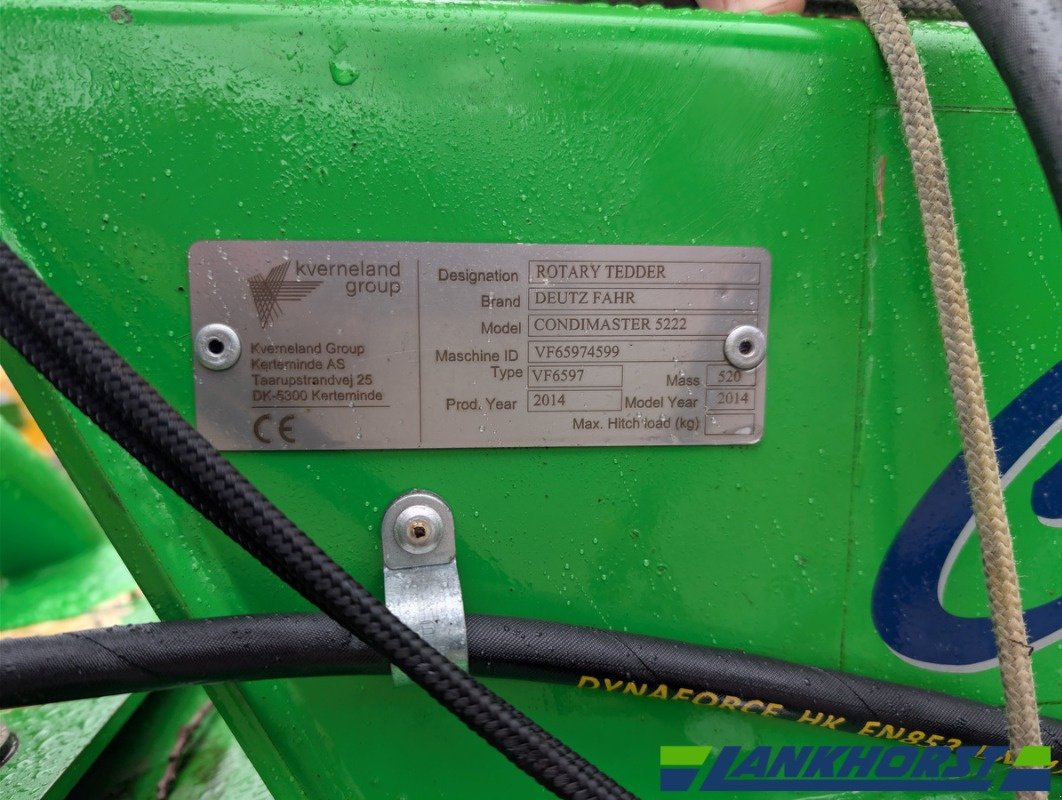 kverneland
group
Kverneland Group
Kerteminde AS
Taarupstrandvej 25
DK-5300 Kerteminde
CE
Designation ROTARY TEDDER
Brand DEUTZ FAHR
Model CONDIMASTER 5222
Maschine ID VF65974599
Type VF6597 Mass 520
Prod. Year 2014 Model Year 2014
Max. Hitch load (kg)
DYNAFORCE HK EN853
LANKHORST